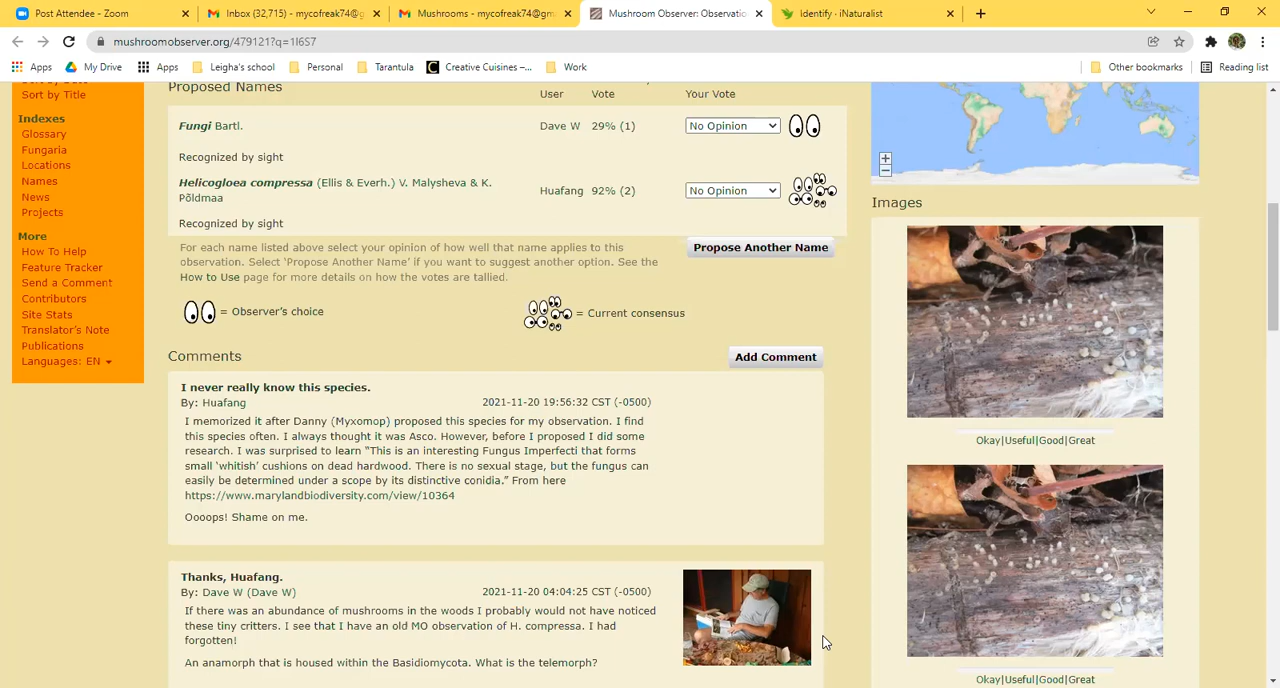 Post Attendee - Zoom
Inbox (32,715) - mycofreak74@g
Mushrooms - mycofreak74@gm
Mushroom Observer: Observatio
Identify · iNaturalist
mushroomobserver.org/479121?q=1I6S7
Apps
My Drive
Apps
Leigha's school
Personal
Tarantula
Creative Cuisines –...
Work
Other bookmarks
Reading list
Sort by Title
Indexes
Glossary
Fungaria
Locations
Names
News
Projects
More
How To Help
Feature Tracker
Send a Comment
Contributors
Site Stats
Translator's Note
Publications
Languages: EN
Proposed Names
User
Vote
Your Vote
Fungi Bartl.
Dave W
29% (1)
No Opinion
Recognized by sight
Helicogloea compressa (Ellis & Everh.) V. Malysheva & K.
Põldmaa
Huafang
92% (2)
No Opinion
Recognized by sight
For each name listed above select your opinion of how well that name applies to this
observation. Select 'Propose Another Name' if you want to suggest another option. See the
How to Use page for more details on how the votes are tallied.
Propose Another Name
= Observer's choice
= Current consensus
Comments
Add Comment
I never really know this species.
By: Huafang
2021-11-20 19:56:32 CST (-0500)
I memorized it after Danny (Myxomop) proposed this species for my observation. I find
this species often. I always thought it was Asco. However, before I proposed I did some
research. I was surprised to learn "This is an interesting Fungus Imperfecti that forms
small 'whitish' cushions on dead hardwood. There is no sexual stage, but the fungus can
easily be determined under a scope by its distinctive conidia." From here
https://www.marylandbiodiversity.com/view/10364
Ooops! Shame on me.
Thanks, Huafang.
By: Dave W (Dave W)
2021-11-20 04:04:25 CST (-0500)
If there was an abundance of mushrooms in the woods I probably would not have noticed
these tiny critters. I see that I have an old MO observation of H. compressa. I had
forgotten!
An anamorph that is housed within the Basidiomycota. What is the telemorph?
+
−
Images
Okay|Useful|Good|Great
Okay|Useful|Good|Great